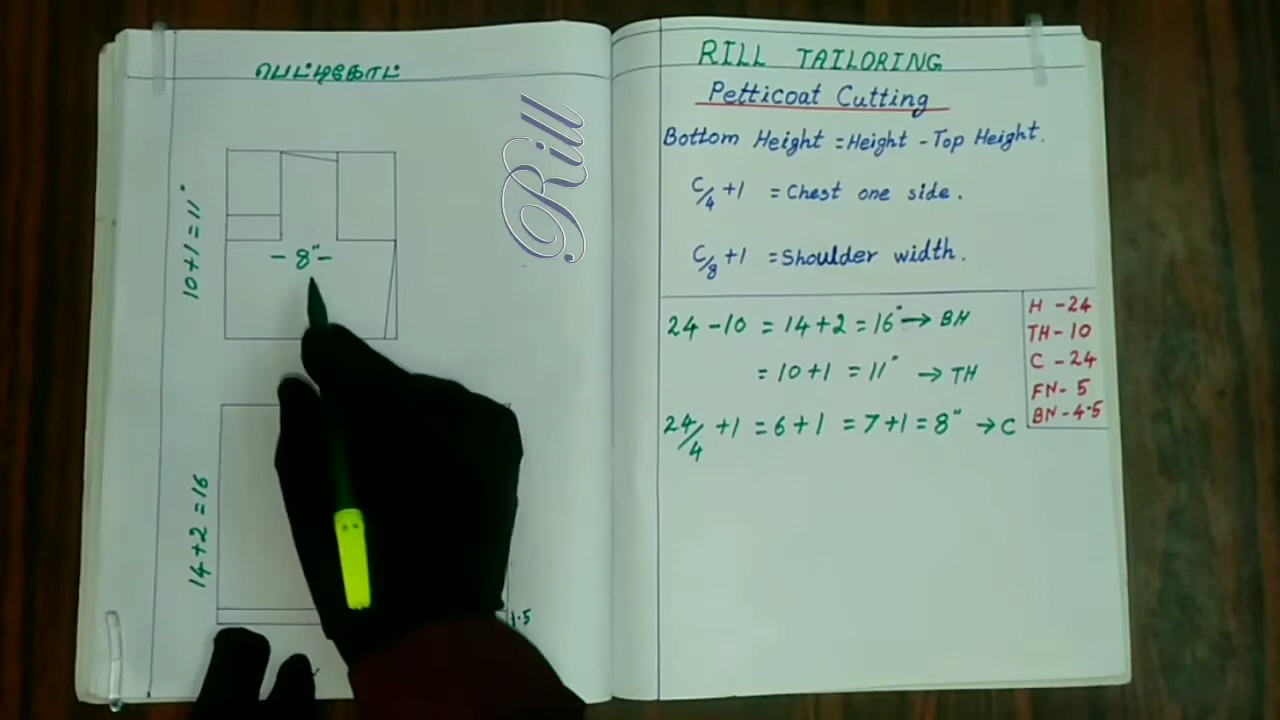 பெட்டிகோட்
10+1=11"
-8"-
14+2=16
1.5
Rill
RILL TAILORING
Petticoat Cutting
Bottom Height = Height - Top Height.
C/4 +1 = Chest one side.
C/8 +1 = Shoulder width.
24-10 = 14+2 = 16" → BH
= 10+1 = 11" → TH
24/4 +1 = 6+1 = 7+1 = 8" → C
H -24
TH-10
C -24
FN- 5
BN-4.5